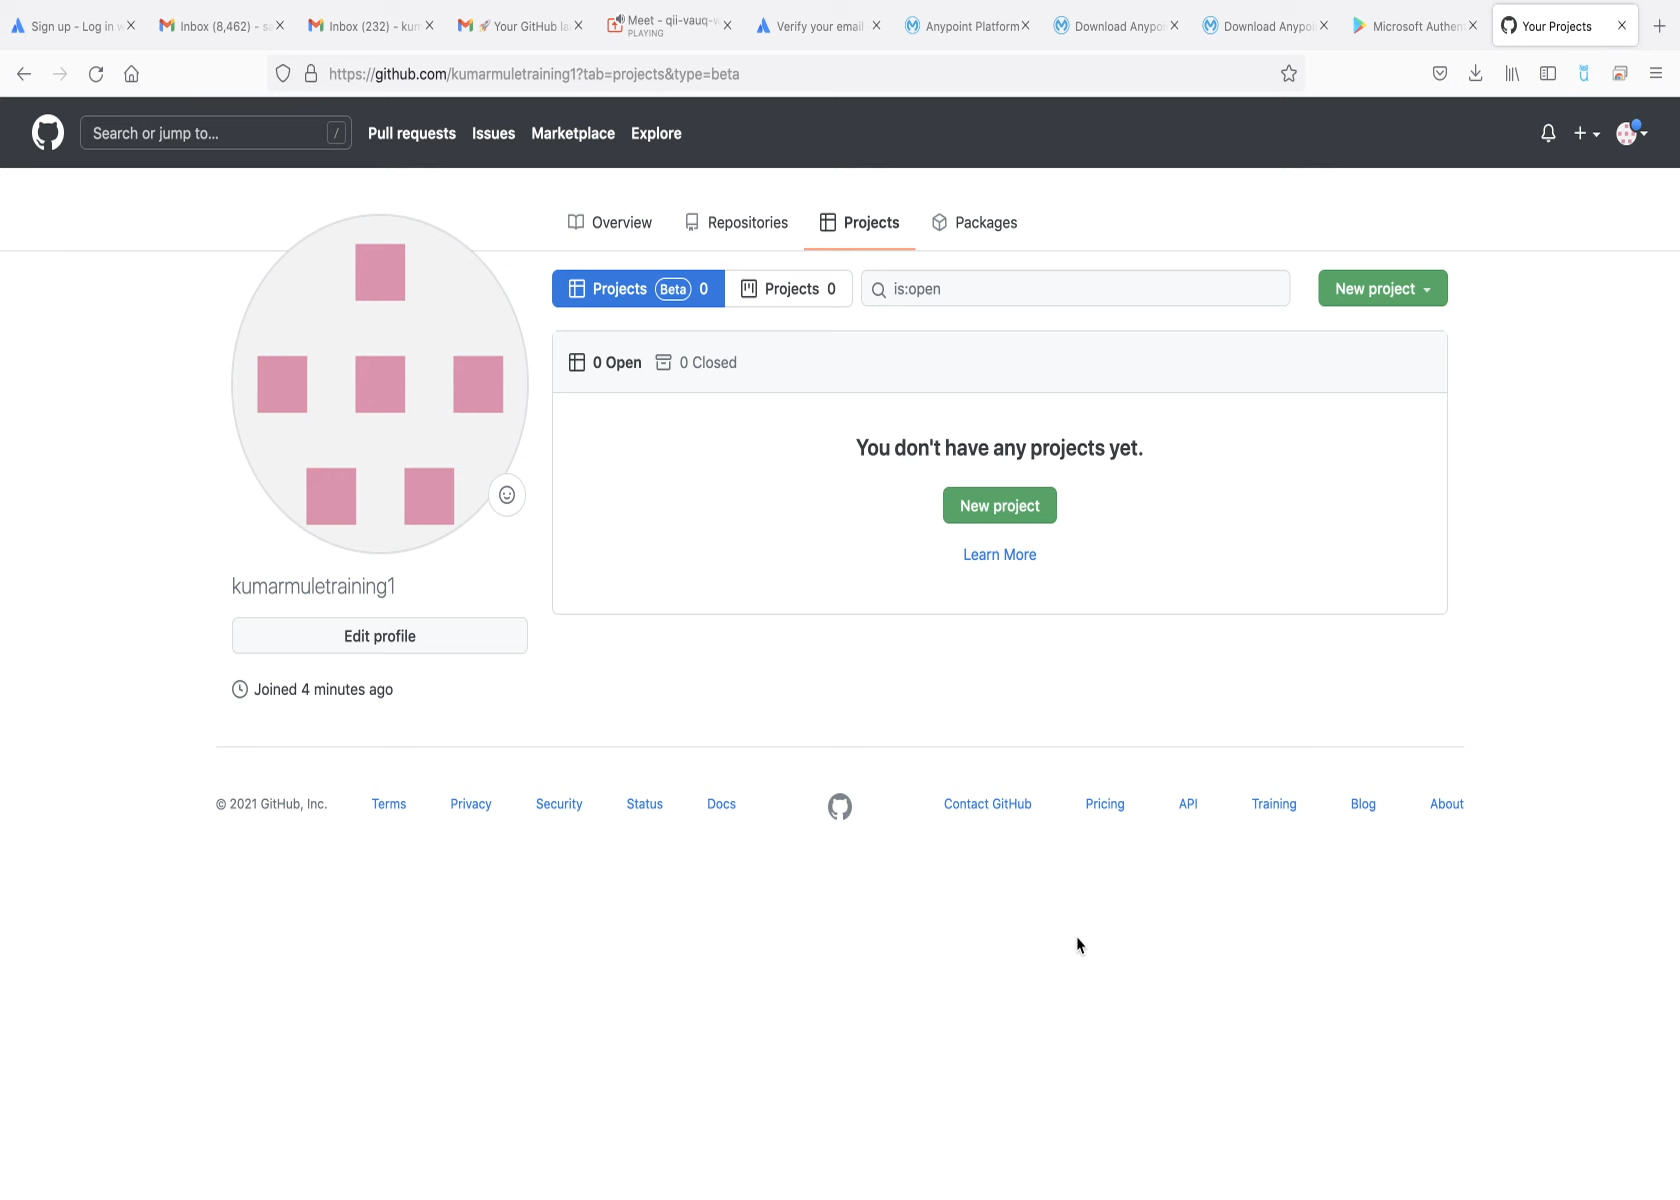 Sign up - Log in
Inbox (8,462) -
Inbox (232) - kum
Your GitHub la
Meet - qii-vauq-
PLAYING
Verify your email
Anypoint Platform
Download Anypoi
Download Anypoi
Microsoft Authen
Your Projects
https://github.com/kumarmuletraining1?tab=projects&type=beta
Search or jump to... /
Pull requests
Issues
Marketplace
Explore
Overview
Repositories
Projects
Packages
Projects Beta 0
Projects 0
is:open
New project
0 Open
0 Closed
You don't have any projects yet.
New project
Learn More
kumarmuletraining1
Edit profile
Joined 4 minutes ago
© 2021 GitHub, Inc.
Terms
Privacy
Security
Status
Docs
Contact GitHub
Pricing
API
Training
Blog
About